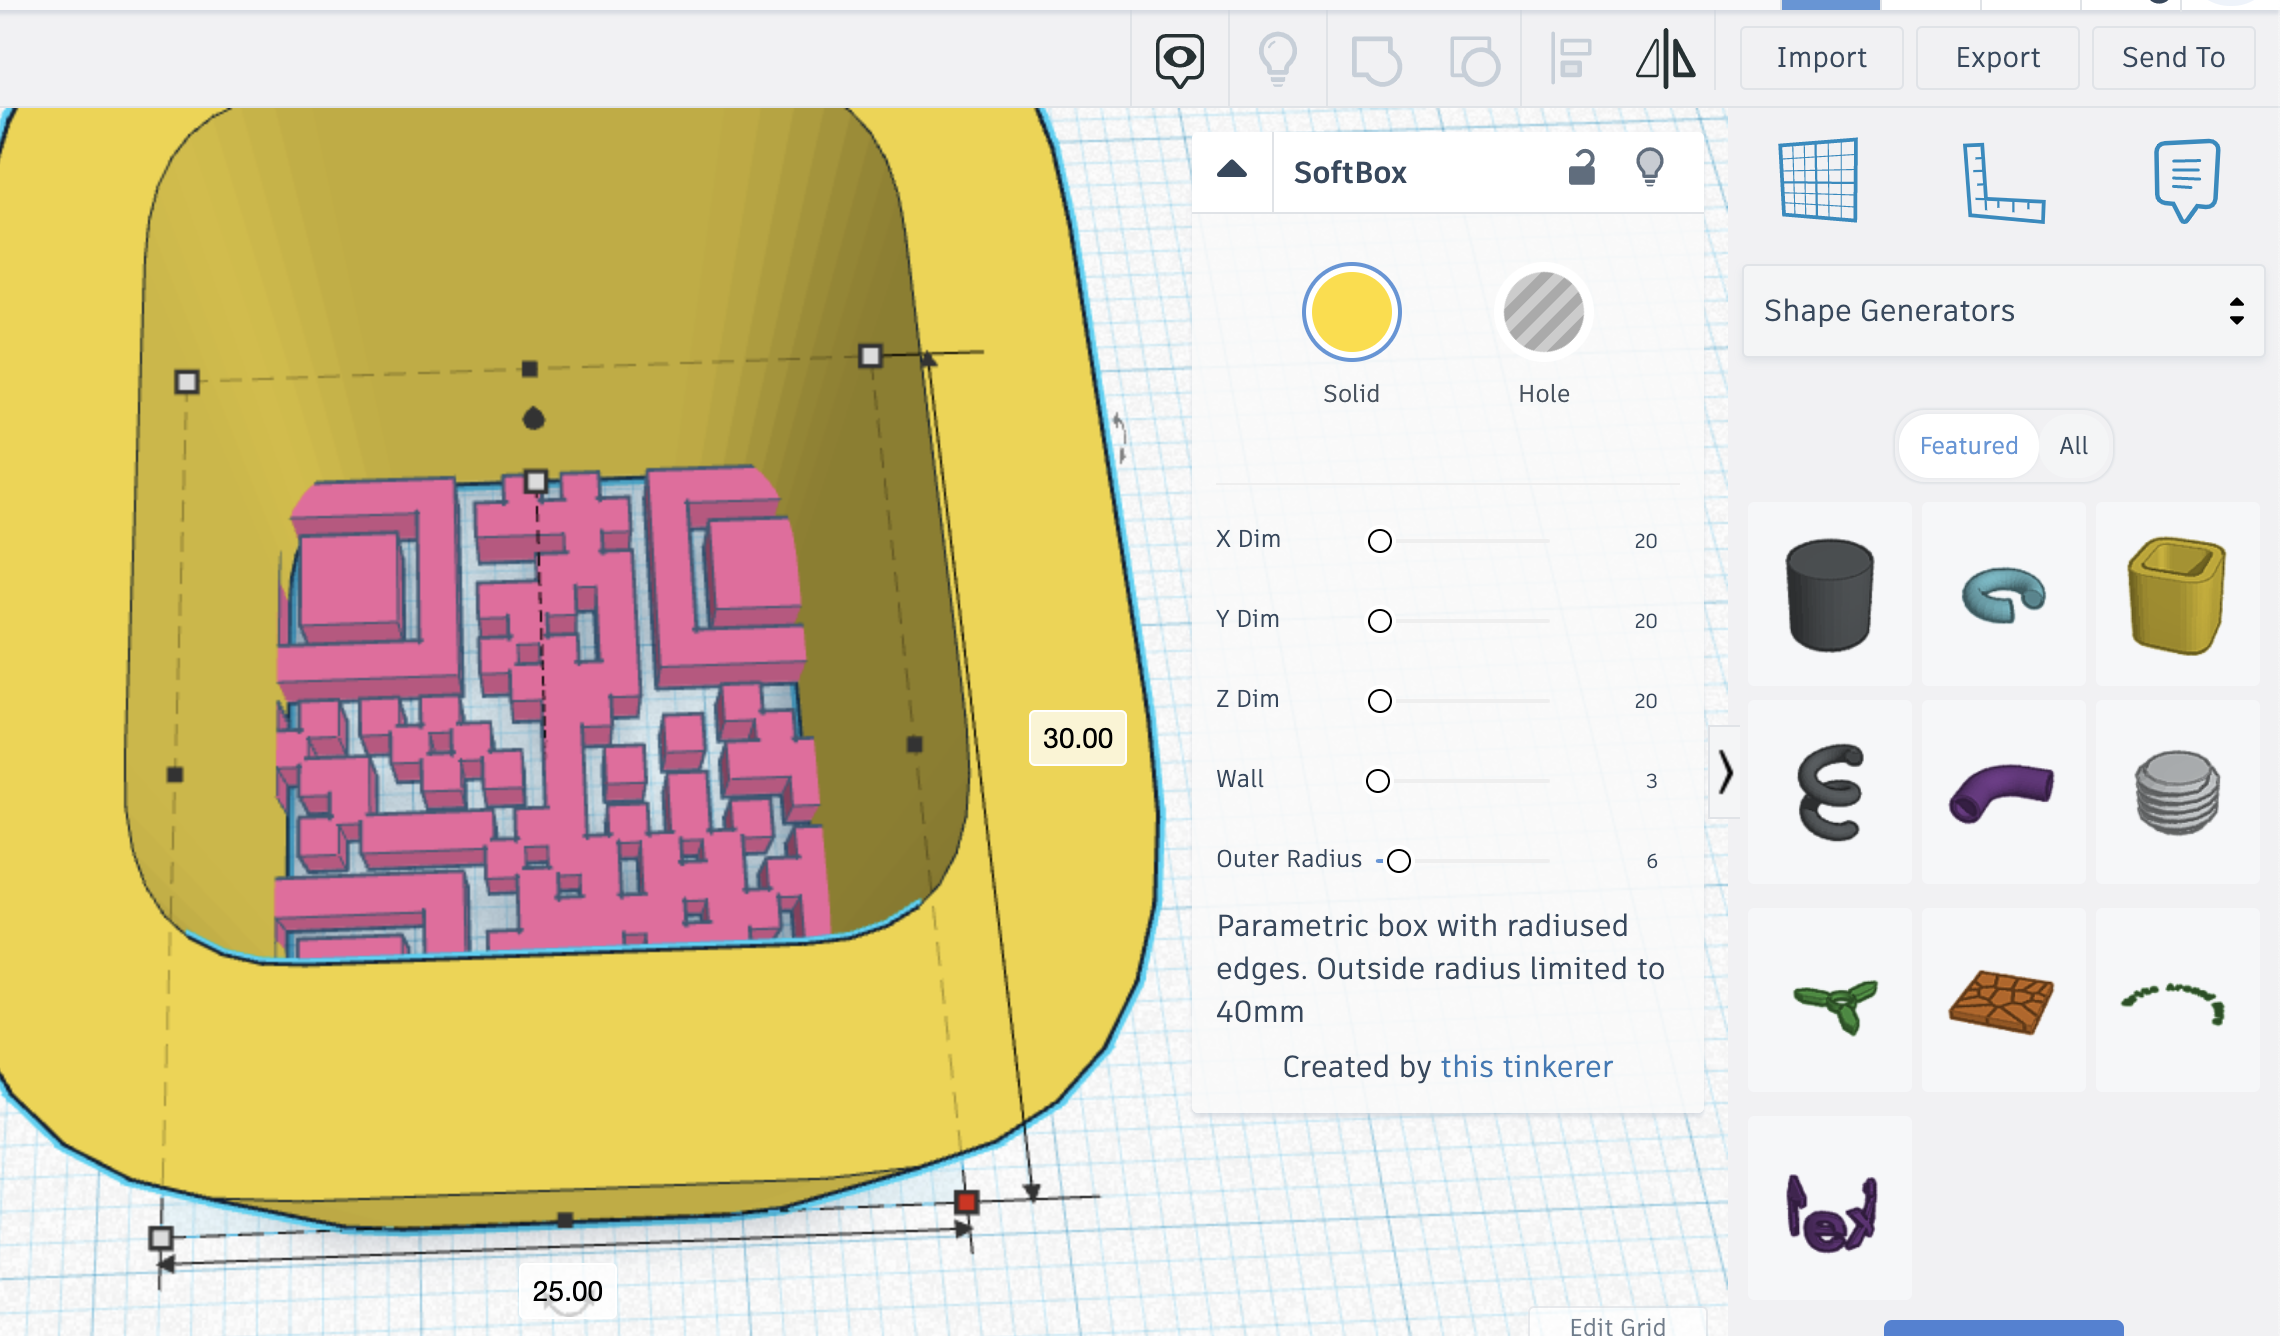 Import
Export
Send To
SoftBox
Solid
Hole
X Dim
20
Y Dim
20
Z Dim
20
Wall
3
Outer Radius
6
Parametric box with radiused
edges. Outside radius limited to
40mm
Created by this tinkerer
Shape Generators
Featured
All
30.00
25.00
Edit Grid